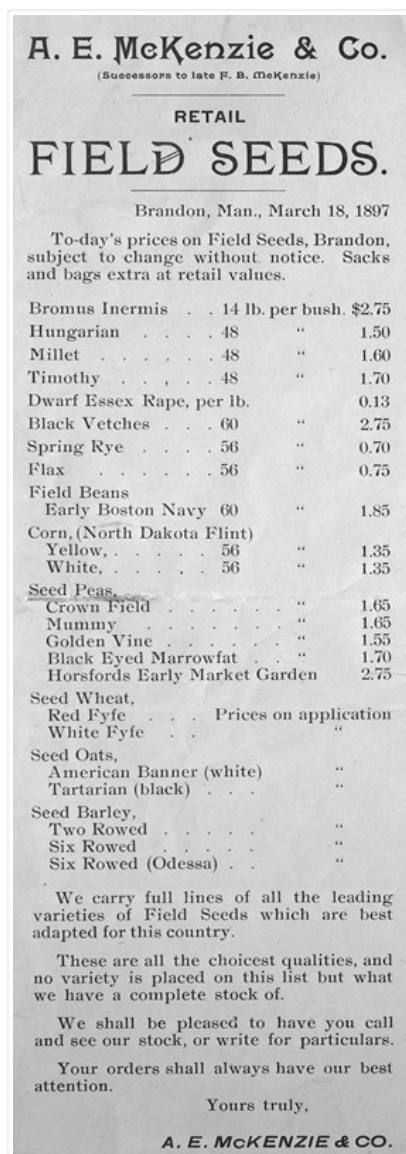 A. E. McKenzie & Co.
(Successors to late F. B. McKenzie)
RETAIL
FIELD SEEDS.
Brandon, Man., March 18, 1897
To-day's prices on Field Seeds, Brandon,
subject to change without notice. Sacks
and bags extra at retail values.
Bromus Inermis . . 14 lb. per bush. $2.75
Hungarian . . . . 48 " 1.50
Millet . . . . . . 48 " 1.60
Timothy . . , . . 48 " 1.70
Dwarf Essex Rape, per lb. 0.13
Black Vetches . . . 60 " 2.75
Spring Rye . . . . 56 " 0.70
Flax . . . . . . 56 " 0.75
Field Beans
Early Boston Navy 60 " 1.85
Corn, (North Dakota Flint)
Yellow, . . . . . 56 " 1.35
White, . . . . . 56 " 1.35
Seed Peas,
Crown Field . . . . . . " 1.65
Mummy . . . . . . . " 1.65
Golden Vine . . . . . . " 1.55
Black Eyed Marrowfat . . " 1.70
Horsfords Early Market Garden 2.75
Seed Wheat,
Red Fyfe . . . Prices on application
White Fyfe . . "
Seed Oats,
American Banner (white) "
Tartarian (black) . . . "
Seed Barley,
Two Rowed . . . . . "
Six Rowed . . . . . "
Six Rowed (Odessa) . . "
We carry full lines of all the leading
varieties of Field Seeds which are best
adapted for this country.
These are all the choicest qualities, and
no variety is placed on this list but what
we have a complete stock of.
We shall be pleased to have you call
and see our stock, or write for particulars.
Your orders shall always have our best
attention.
Yours truly,
A. E. McKENZIE & CO.